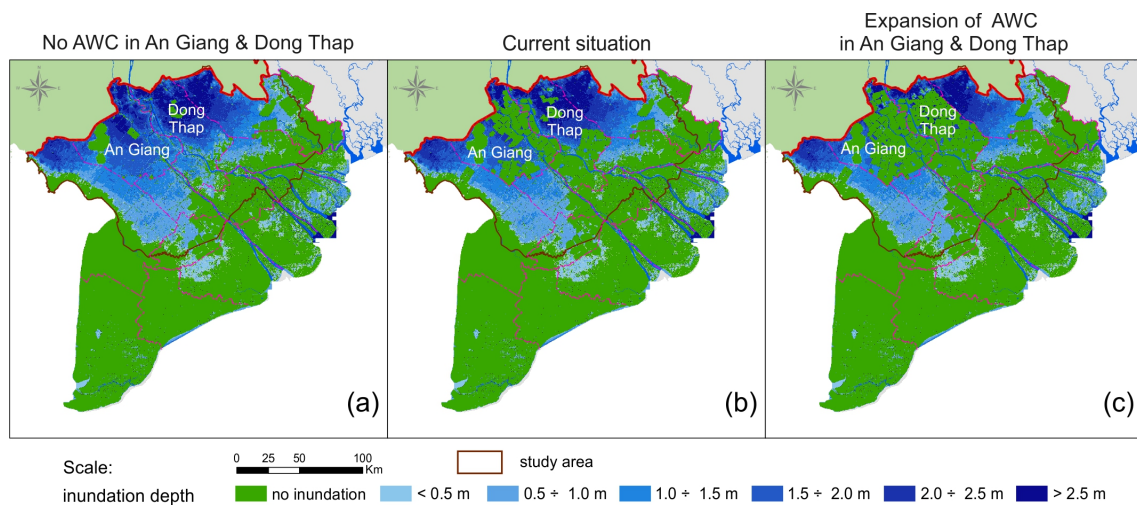 No AWC in An Giang & Dong Thap
Current situation
Expansion of AWC
in An Giang & Dong Thap
Dong
Thap
An Giang
(a)
Dong
Thap
An Giang
(b)
Dong
Thap
An Giang
(c)
Scale:
0 25 50 100
Km
study area
inundation depth
no inundation
< 0.5 m
0.5 ÷ 1.0 m
1.0 ÷ 1.5 m
1.5 ÷ 2.0 m
2.0 ÷ 2.5 m
> 2.5 m